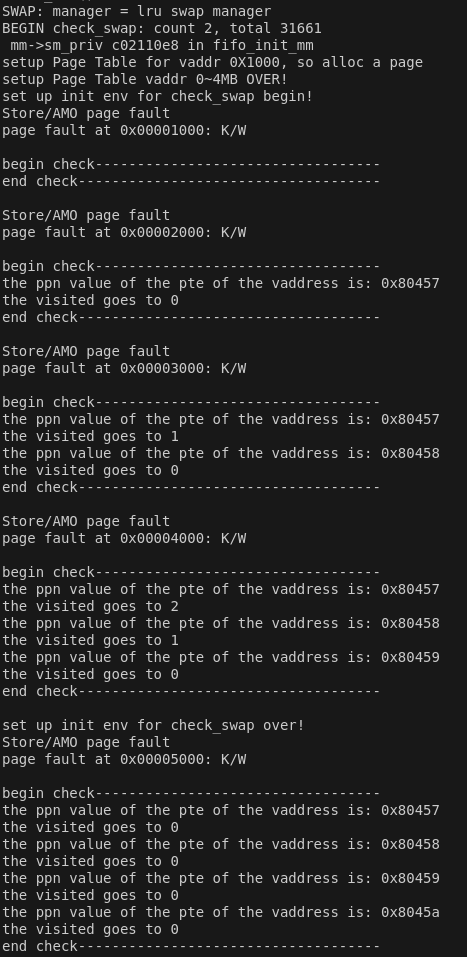 SWAP: manager = lru swap manager
BEGIN check_swap: count 2, total 31661
 mm->sm_priv c02110e8 in fifo_init_mm
setup Page Table for vaddr 0X1000, so alloc a page
setup Page Table vaddr 0~4MB OVER!
set up init env for check_swap begin!
Store/AMO page fault
page fault at 0x00001000: K/W
begin check----------------------------------
end check------------------------------------
Store/AMO page fault
page fault at 0x00002000: K/W
begin check----------------------------------
the ppn value of the pte of the vaddress is: 0x80457
the visited goes to 0
end check------------------------------------
Store/AMO page fault
page fault at 0x00003000: K/W
begin check----------------------------------
the ppn value of the pte of the vaddress is: 0x80457
the visited goes to 1
the ppn value of the pte of the vaddress is: 0x80458
the visited goes to 0
end check------------------------------------
Store/AMO page fault
page fault at 0x00004000: K/W
begin check----------------------------------
the ppn value of the pte of the vaddress is: 0x80457
the visited goes to 2
the ppn value of the pte of the vaddress is: 0x80458
the visited goes to 1
the ppn value of the pte of the vaddress is: 0x80459
the visited goes to 0
end check------------------------------------
set up init env for check_swap over!
Store/AMO page fault
page fault at 0x00005000: K/W
begin check----------------------------------
the ppn value of the pte of the vaddress is: 0x80457
the visited goes to 0
the ppn value of the pte of the vaddress is: 0x80458
the visited goes to 0
the ppn value of the pte of the vaddress is: 0x80459
the visited goes to 0
the ppn value of the pte of the vaddress is: 0x8045a
the visited goes to 0
end check------------------------------------